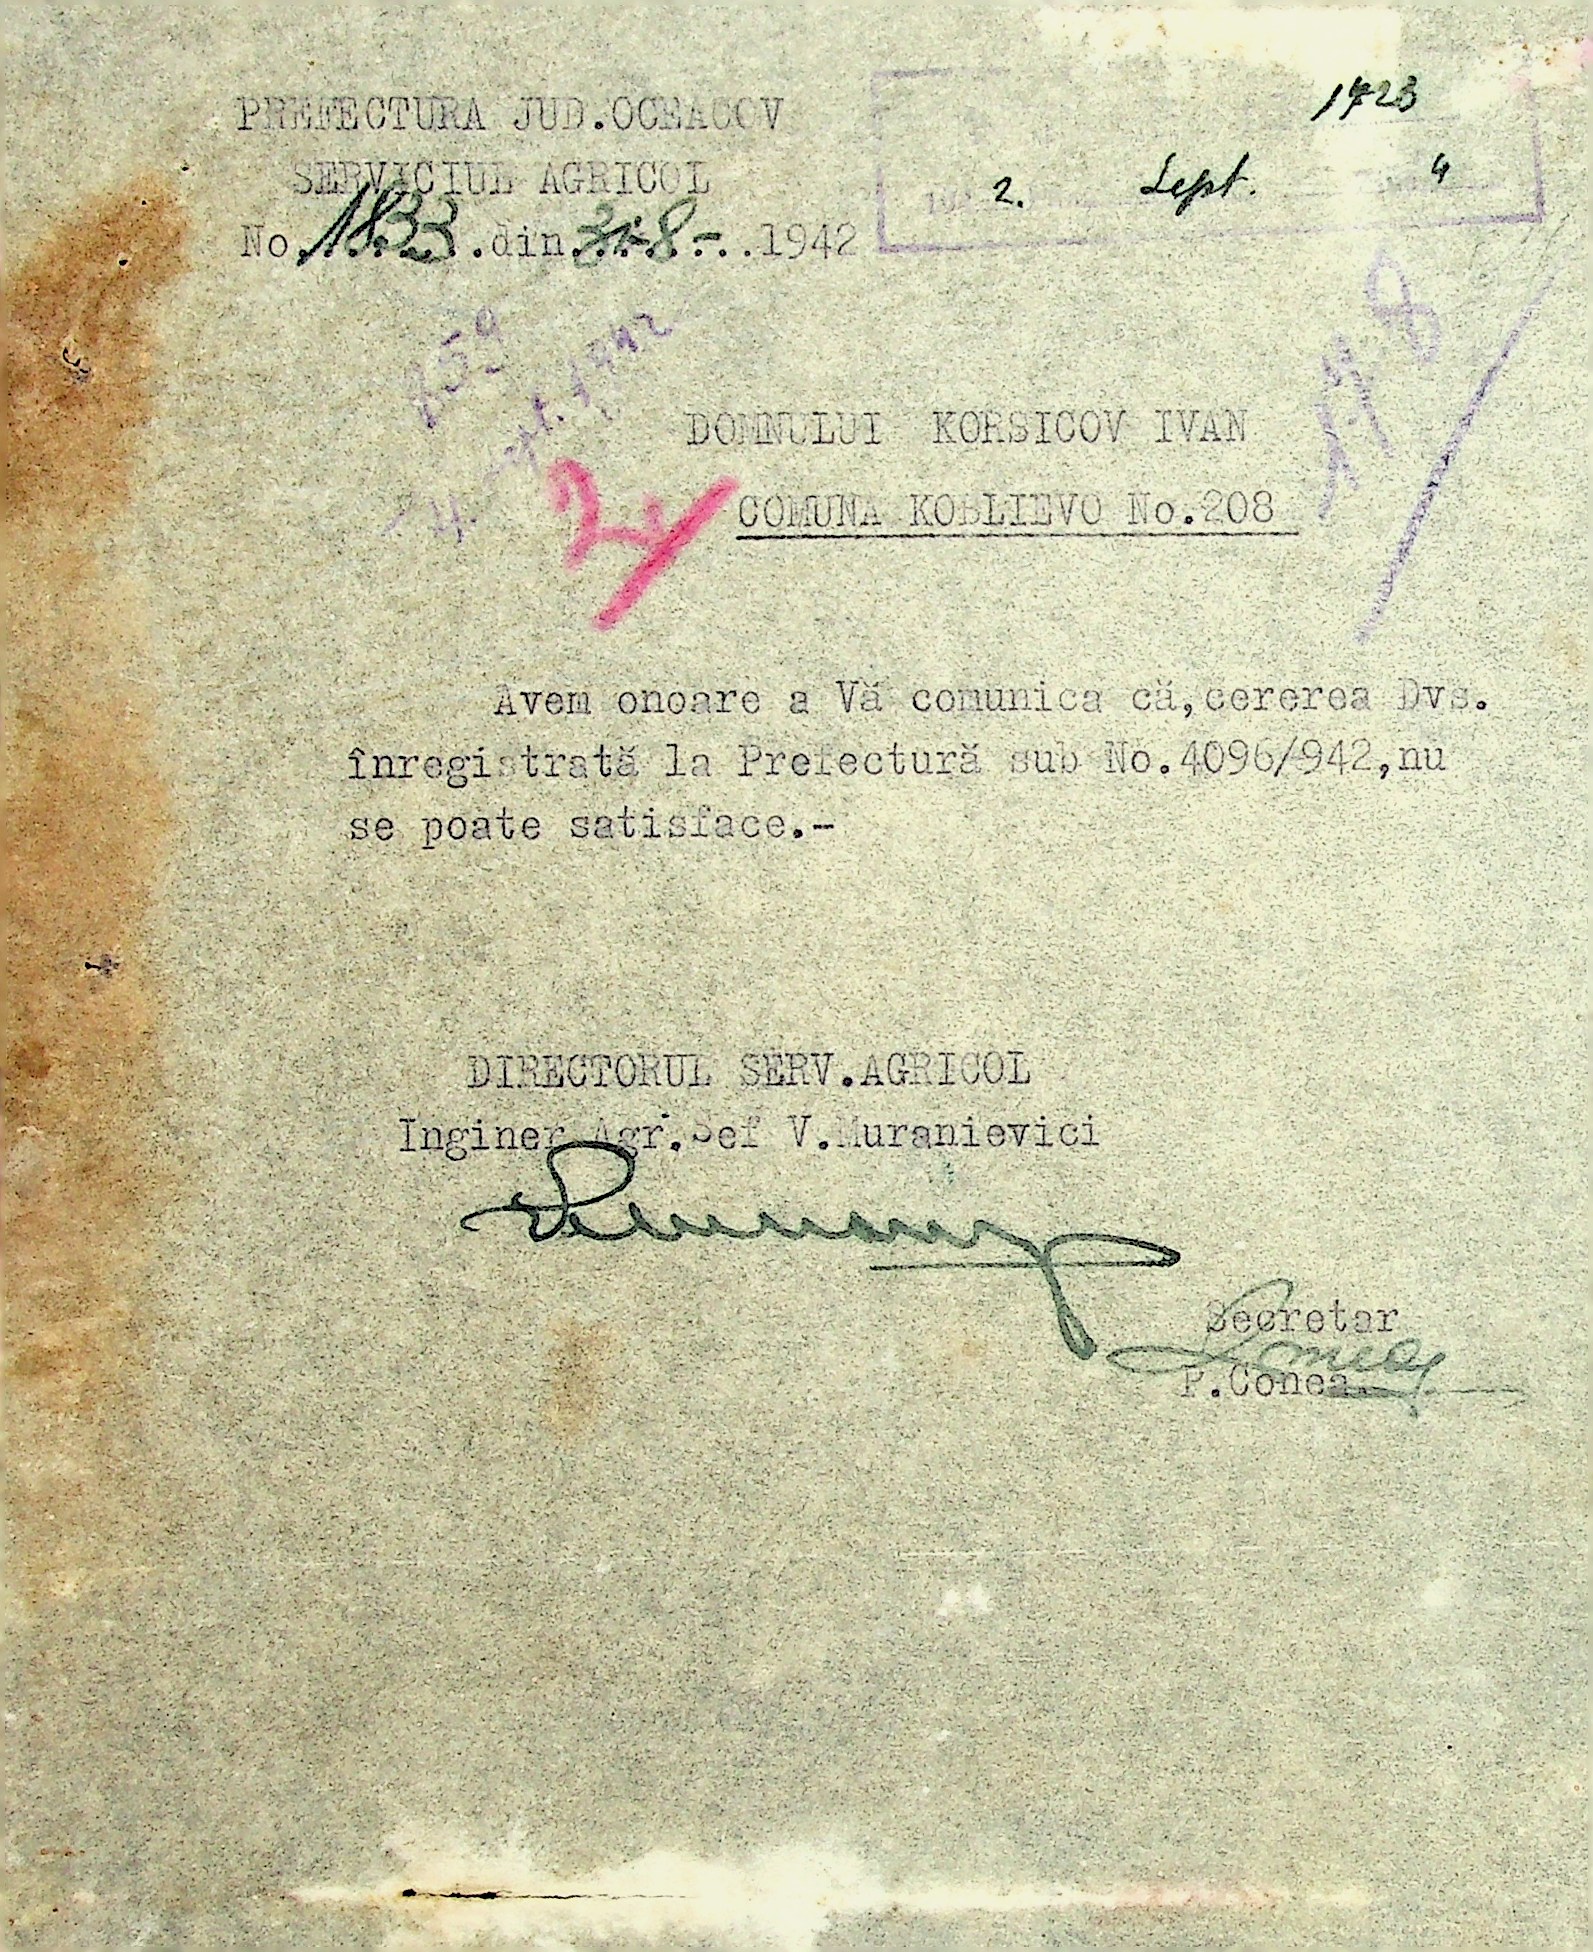 1423
PREFECTURA JUD.OCEACOV
SERVICIUL AGRICOL
2. Sept. 4
No.1833.din.31-8-..1942
159
4. Sept. 1942
178
DOMNULUI KORSICOV IVAN
COMUNA KOBLIEVO No.208
2
Avem onoare a Vă comunica că,cererea Dvs.
înregistrată la Prefectură sub No.4096/942,nu
se poate satisface.-
DIRECTORUL SERV.AGRICOL
Inginer Agr.Şef V.Muranievici
Secretar
P.Conea